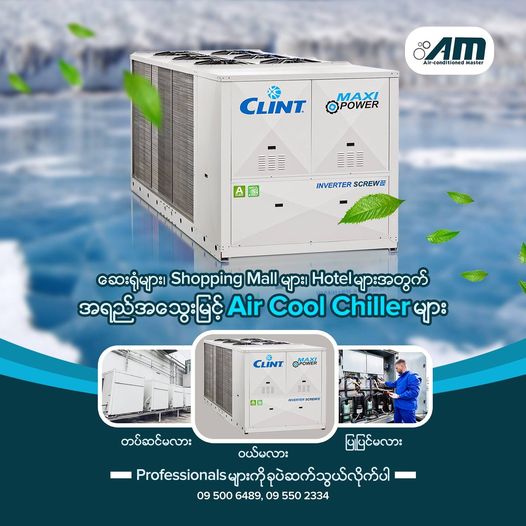 AM
Air-conditioned Master
CLINT
MAXI
POWER
A
INVERTER SCREW
ဆေးရုံများ၊ Shopping Mall များ၊ Hotel များအတွက်
အရည်အသွေးမြင့် Air Cool Chiller များ
CLINT
MAXI
POWER
A
INVERTER SCREW
တပ်ဆင်မလား
ဝယ်မလား
ပြုပြင်မလား
Professionals များကိုခုပဲဆက်သွယ်လိုက်ပါ
09 500 6489, 09 550 2334